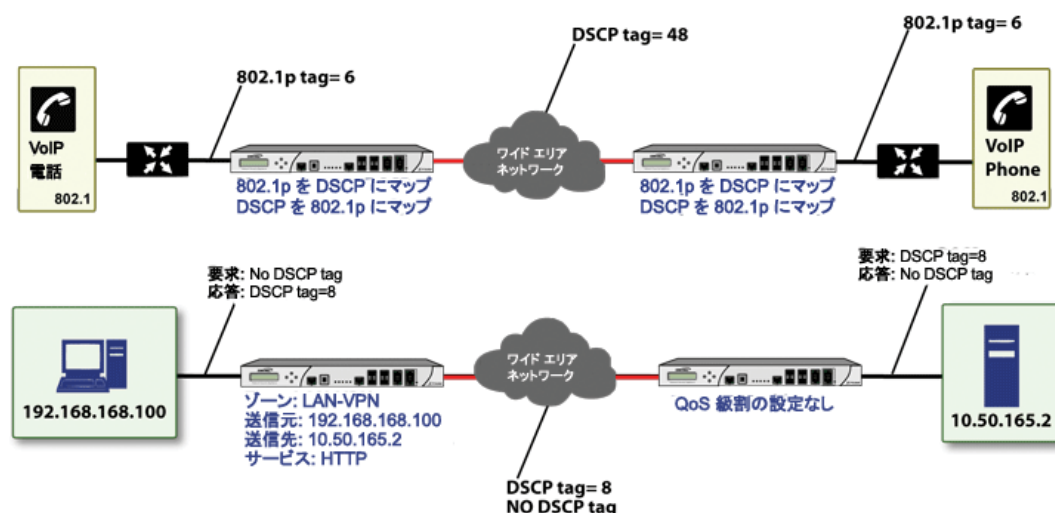 DSCP tag= 48
802.1p tag= 6
802.1p tag= 6
VoIP
電話
802.1
ワイド エリア
ネットワーク
VoIP
Phone
802.1
802.1p を DSCP にマップ
DSCP を 802.1p にマップ
802.1p を DSCP にマップ
DSCP を 802.1p にマップ
要求: No DSCP tag
応答: DSCP tag=8
要求: DSCP tag=8
応答: No DSCP tag
ワイド エリア
ネットワーク
192.168.168.100
ゾーン: LAN-VPN
送信元: 192.168.168.100
送信先: 10.50.165.2
サービス: HTTP
QoS 級割の設定なし
10.50.165.2
DSCP tag= 8
NO DSCP tag